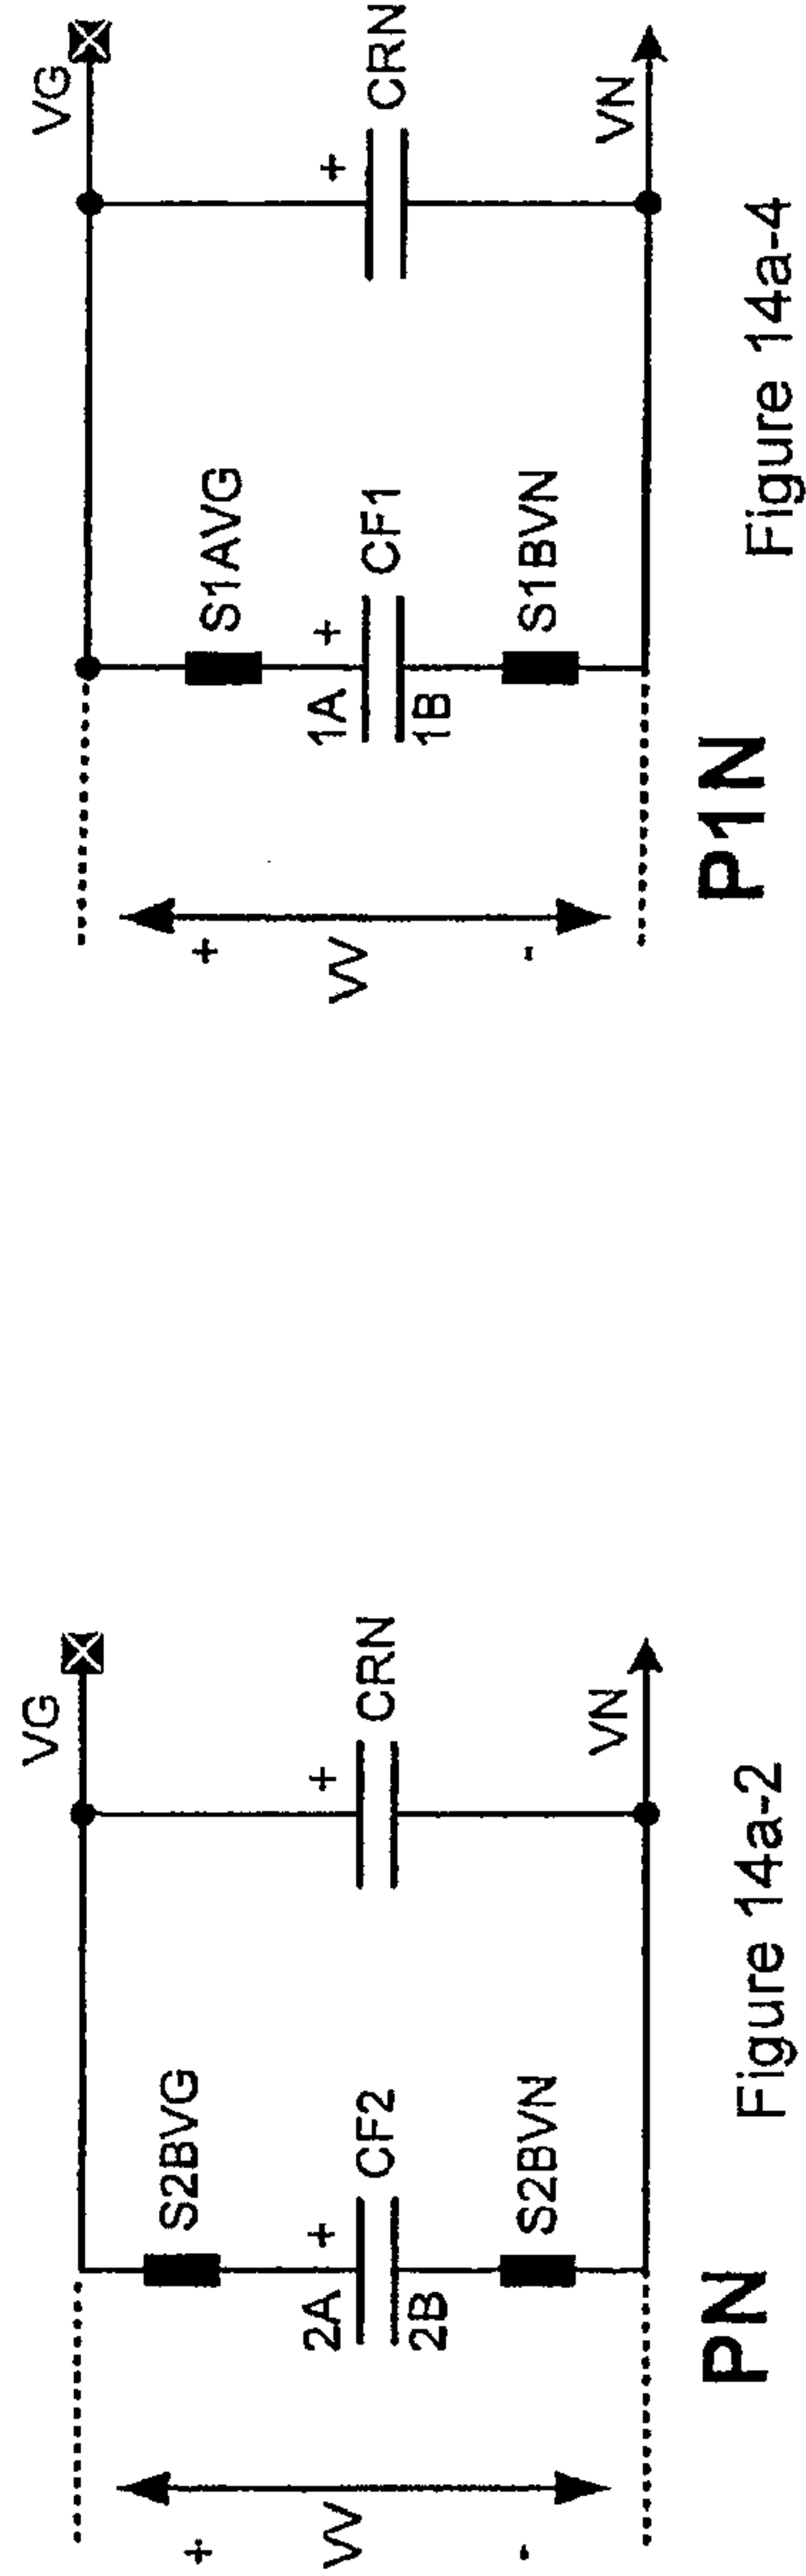 VG
S2BVG
+
+
+
2A
CF2
CRN
VV
2B
-
S2BVN
VN
PN
Figure 14a-2
VG
S1AVG
+
+
+
1A
CF1
CRN
VV
1B
-
S1BVN
VN
P1N
Figure 14a-4